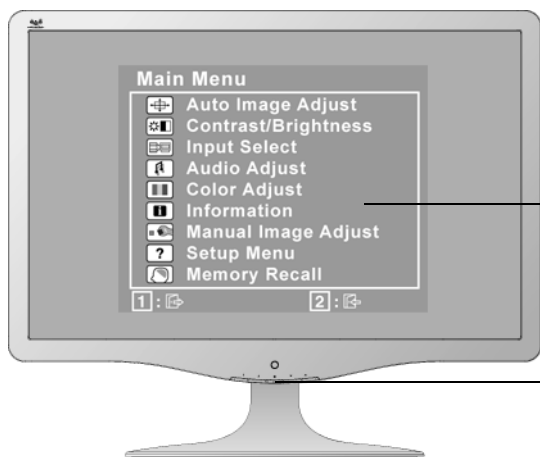 Main Menu
Auto Image Adjust
Contrast/Brightness
Input Select
Audio Adjust
Color Adjust
Information
Manual Image Adjust
? Setup Menu
Memory Recall
1 : 2 :